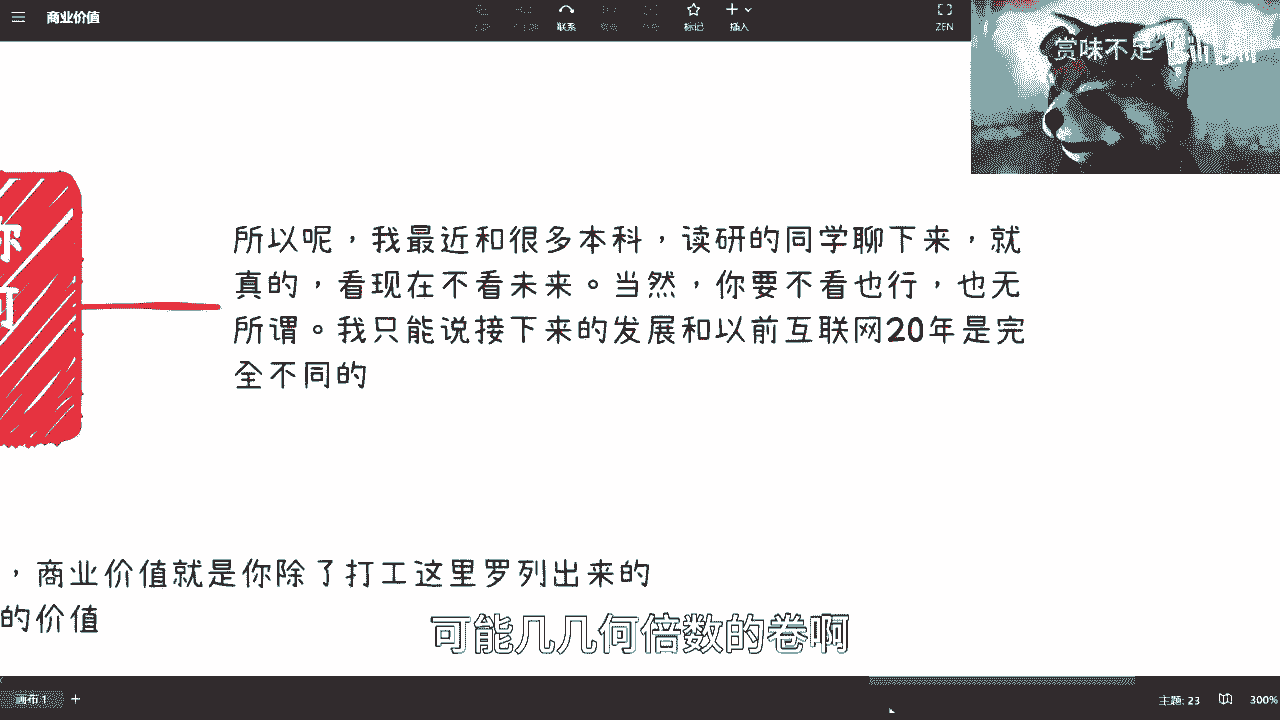 商业价值
联系
标记
插入
ZEN
赏味不足
bilibili
你
何
所以呢，我最近和很多本科，读研的同学聊下来，就
真的，看现在不看未来。当然，你要不看也行，也无
所谓。我只能说接下来的发展和以前互联网20年是完
全不同的
，商业价值就是你除了打工这里罗列出来的
的价值
可能几几何倍数的卷啊
画布 1
主题: 23
300%